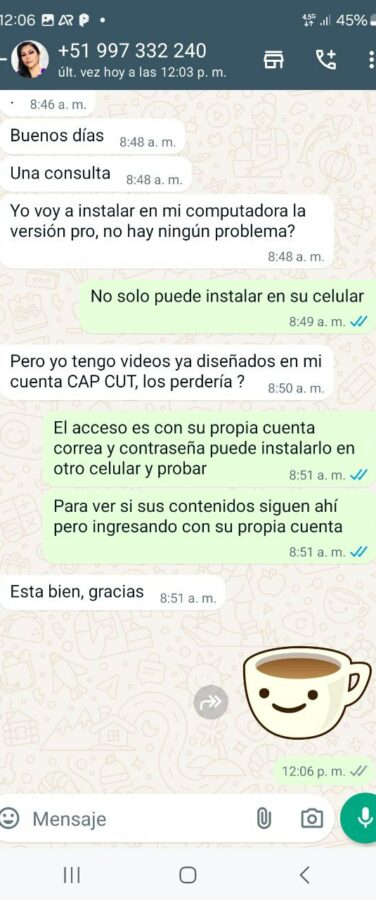 12:06
45%
+51 997 332 240
últ. vez hoy a las 12:03 p. m.
8:46 a. m.
Buenos días 8:48 a. m.
Una consulta 8:48 a. m.
Yo voy a instalar en mi computadora la
versión pro, no hay ningún problema?
8:48 a. m.
No solo puede instalar en su celular
8:49 a. m.
Pero yo tengo videos ya diseñados en mi
cuenta CAP CUT, los perdería ? 8:50 a. m.
El acceso es con su propia cuenta
correa y contraseña puede instalarlo en
otro celular y probar 8:51 a. m.
Para ver si sus contenidos siguen ahí
pero ingresando con su propia cuenta
8:51 a. m.
Esta bien, gracias 8:51 a. m.
12:06 p. m.
Mensaje